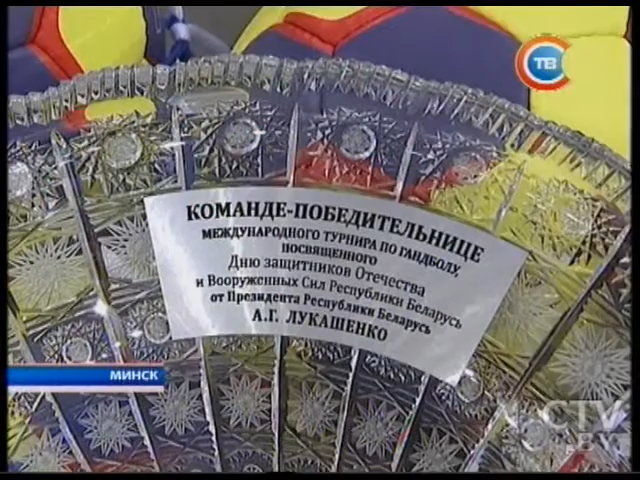 СТВ
КОМАНДЕ-ПОБЕДИТЕЛЬНИЦЕ
МЕЖДУНАРОДНОГО ТУРНИРА ПО ГАНДБОЛУ,
ПОСВЯЩЕННОГО
Дню защитников Отечества
и Вооруженных Сил Республики Беларусь
от Президента Республики Беларусь
А.Г. ЛУКАШЕНКО
МИНСК
CTV
BY